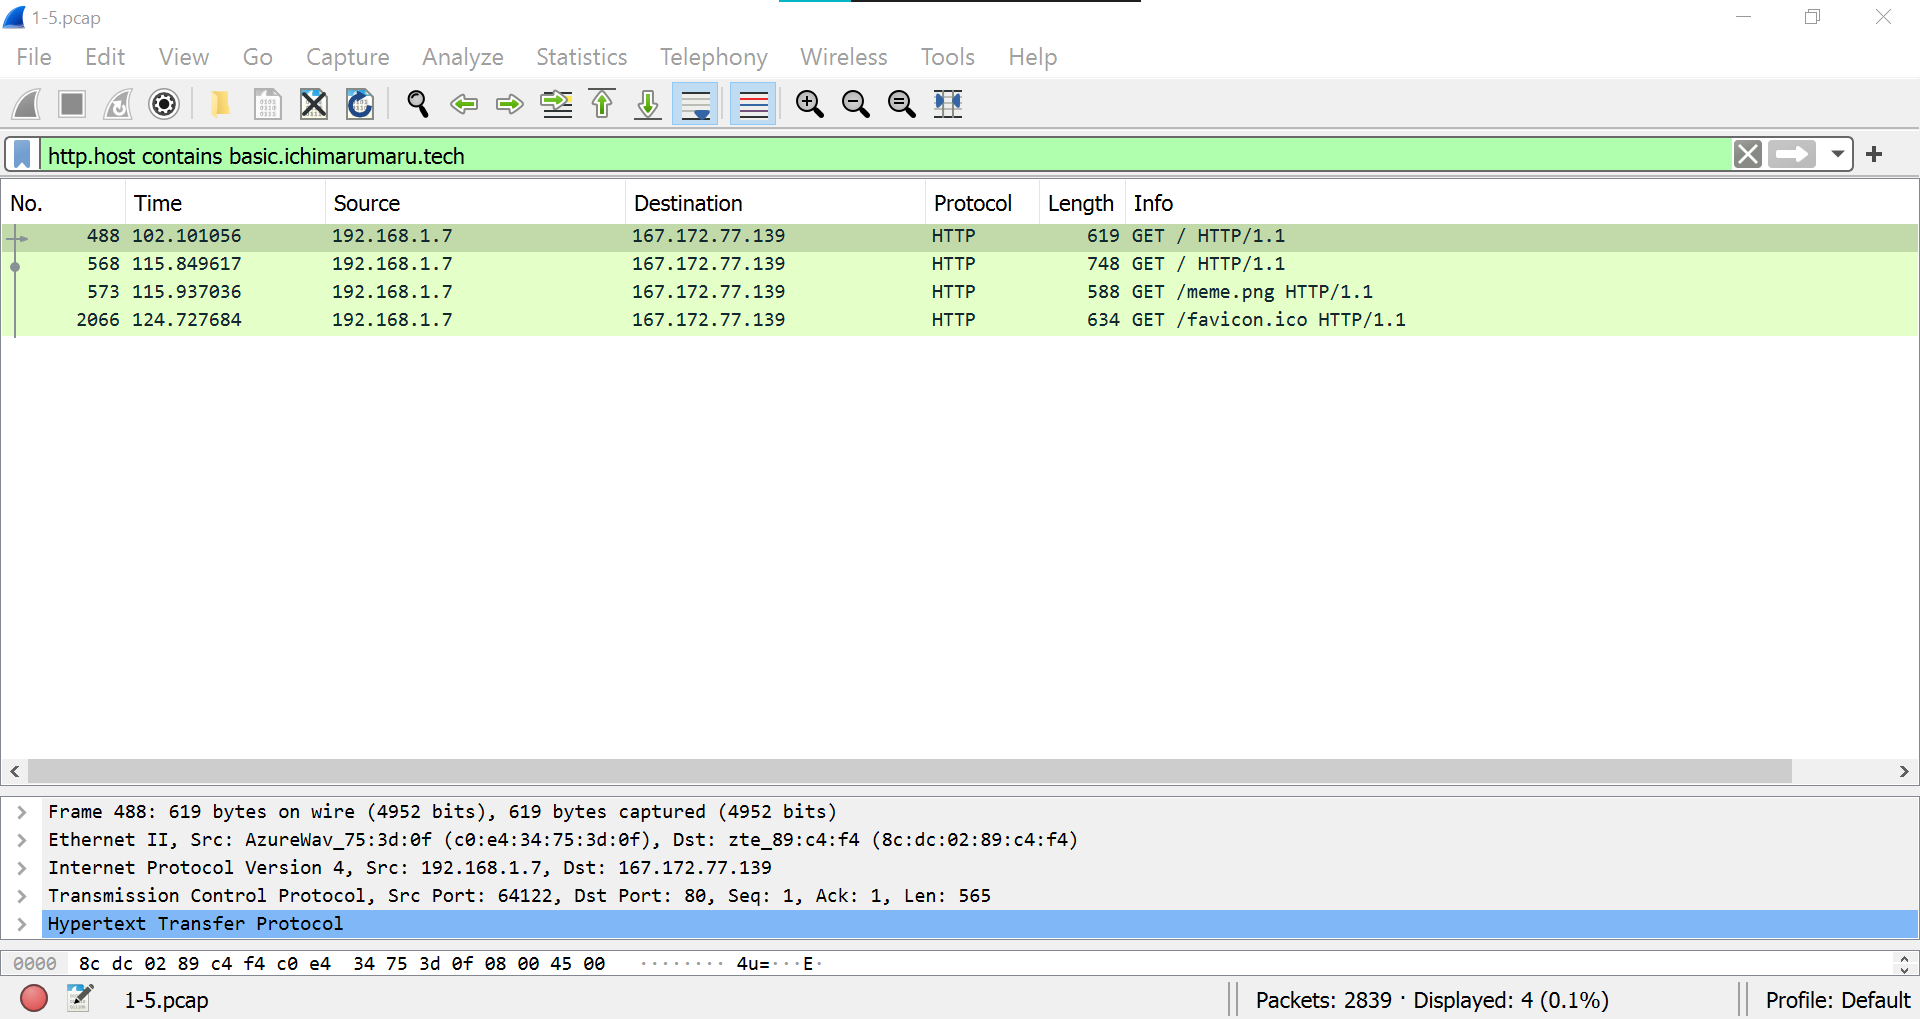 1-5.pcap
File Edit View Go Capture Analyze Statistics Telephony Wireless Tools Help
http.host contains basic.ichimarumaru.tech
No. Time Source Destination Protocol Length Info
488 102.101056 192.168.1.7 167.172.77.139 HTTP 619 GET / HTTP/1.1
568 115.849617 192.168.1.7 167.172.77.139 HTTP 748 GET / HTTP/1.1
573 115.937036 192.168.1.7 167.172.77.139 HTTP 588 GET /meme.png HTTP/1.1
2066 124.727684 192.168.1.7 167.172.77.139 HTTP 634 GET /favicon.ico HTTP/1.1
Frame 488: 619 bytes on wire (4952 bits), 619 bytes captured (4952 bits)
Ethernet II, Src: AzureWav_75:3d:0f (c0:e4:34:75:3d:0f), Dst: zte_89:c4:f4 (8c:dc:02:89:c4:f4)
Internet Protocol Version 4, Src: 192.168.1.7, Dst: 167.172.77.139
Transmission Control Protocol, Src Port: 64122, Dst Port: 80, Seq: 1, Ack: 1, Len: 565
Hypertext Transfer Protocol
0000 8c dc 02 89 c4 f4 c0 e4 34 75 3d 0f 08 00 45 00 ········ 4u=···E·
1-5.pcap Packets: 2839 · Displayed: 4 (0.1%) Profile: Default